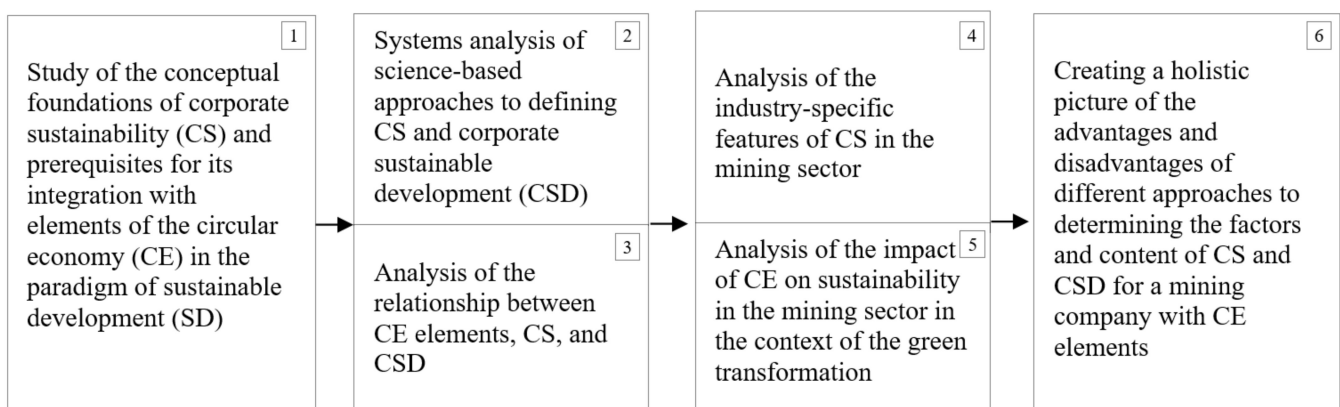 1
Study of the conceptual
foundations of corporate
sustainability (CS) and
prerequisites for its
integration with
elements of the circular
economy (CE) in the
paradigm of sustainable
development (SD)
2
Systems analysis of
science-based
approaches to defining
CS and corporate
sustainable
development (CSD)
3
Analysis of the
relationship between
CE elements, CS, and
CSD
4
Analysis of the
industry-specific
features of CS in the
mining sector
5
Analysis of the impact
of CE on sustainability
in the mining sector in
the context of the green
transformation
6
Creating a holistic
picture of the
advantages and
disadvantages of
different approaches to
determining the factors
and content of CS and
CSD for a mining
company with CE
elements